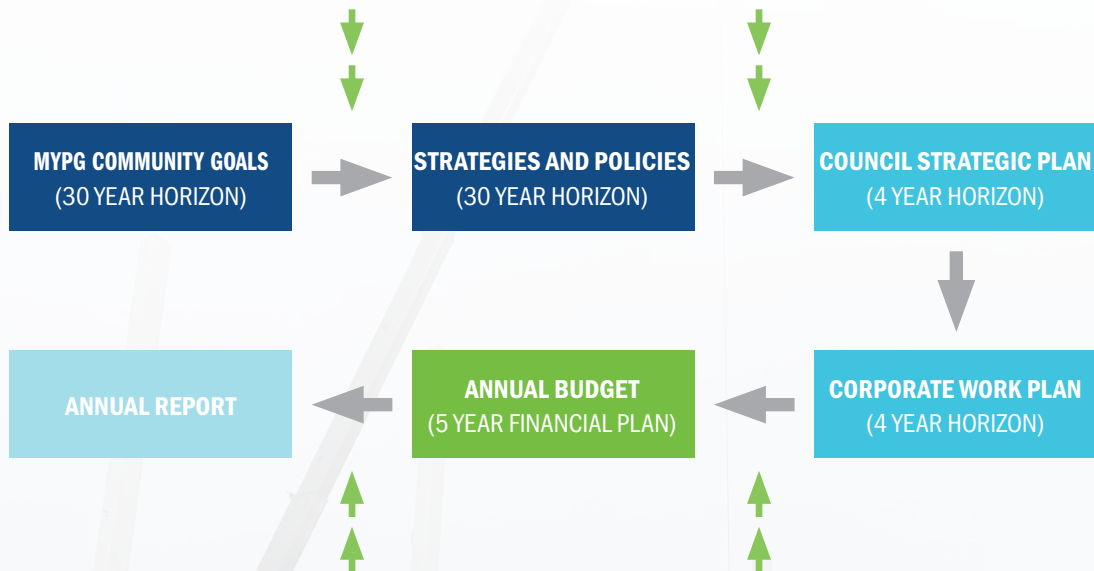 MYPG COMMUNITY GOALS
(30 YEAR HORIZON)
STRATEGIES AND POLICIES
(30 YEAR HORIZON)
COUNCIL STRATEGIC PLAN
(4 YEAR HORIZON)
ANNUAL REPORT
ANNUAL BUDGET
(5 YEAR FINANCIAL PLAN)
CORPORATE WORK PLAN
(4 YEAR HORIZON)